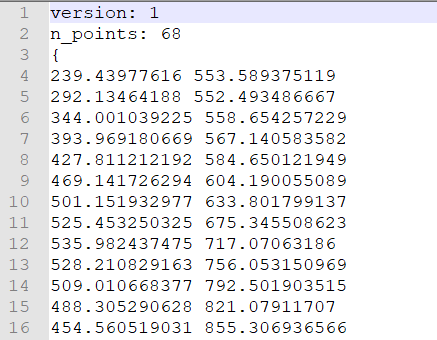 1 version: 1
2 n_points: 68
3 {
4 239.43977616 553.589375119
5 292.13464188 552.493486667
6 344.001039225 558.654257229
7 393.969180669 567.140583582
8 427.811212192 584.650121949
9 469.141726294 604.190055089
10 501.151932977 633.801799137
11 525.453250325 675.345508623
12 535.982437475 717.07063186
13 528.210829163 756.053150969
14 509.010668377 792.501903515
15 488.305290628 821.07911707
16 454.560519031 855.306936566